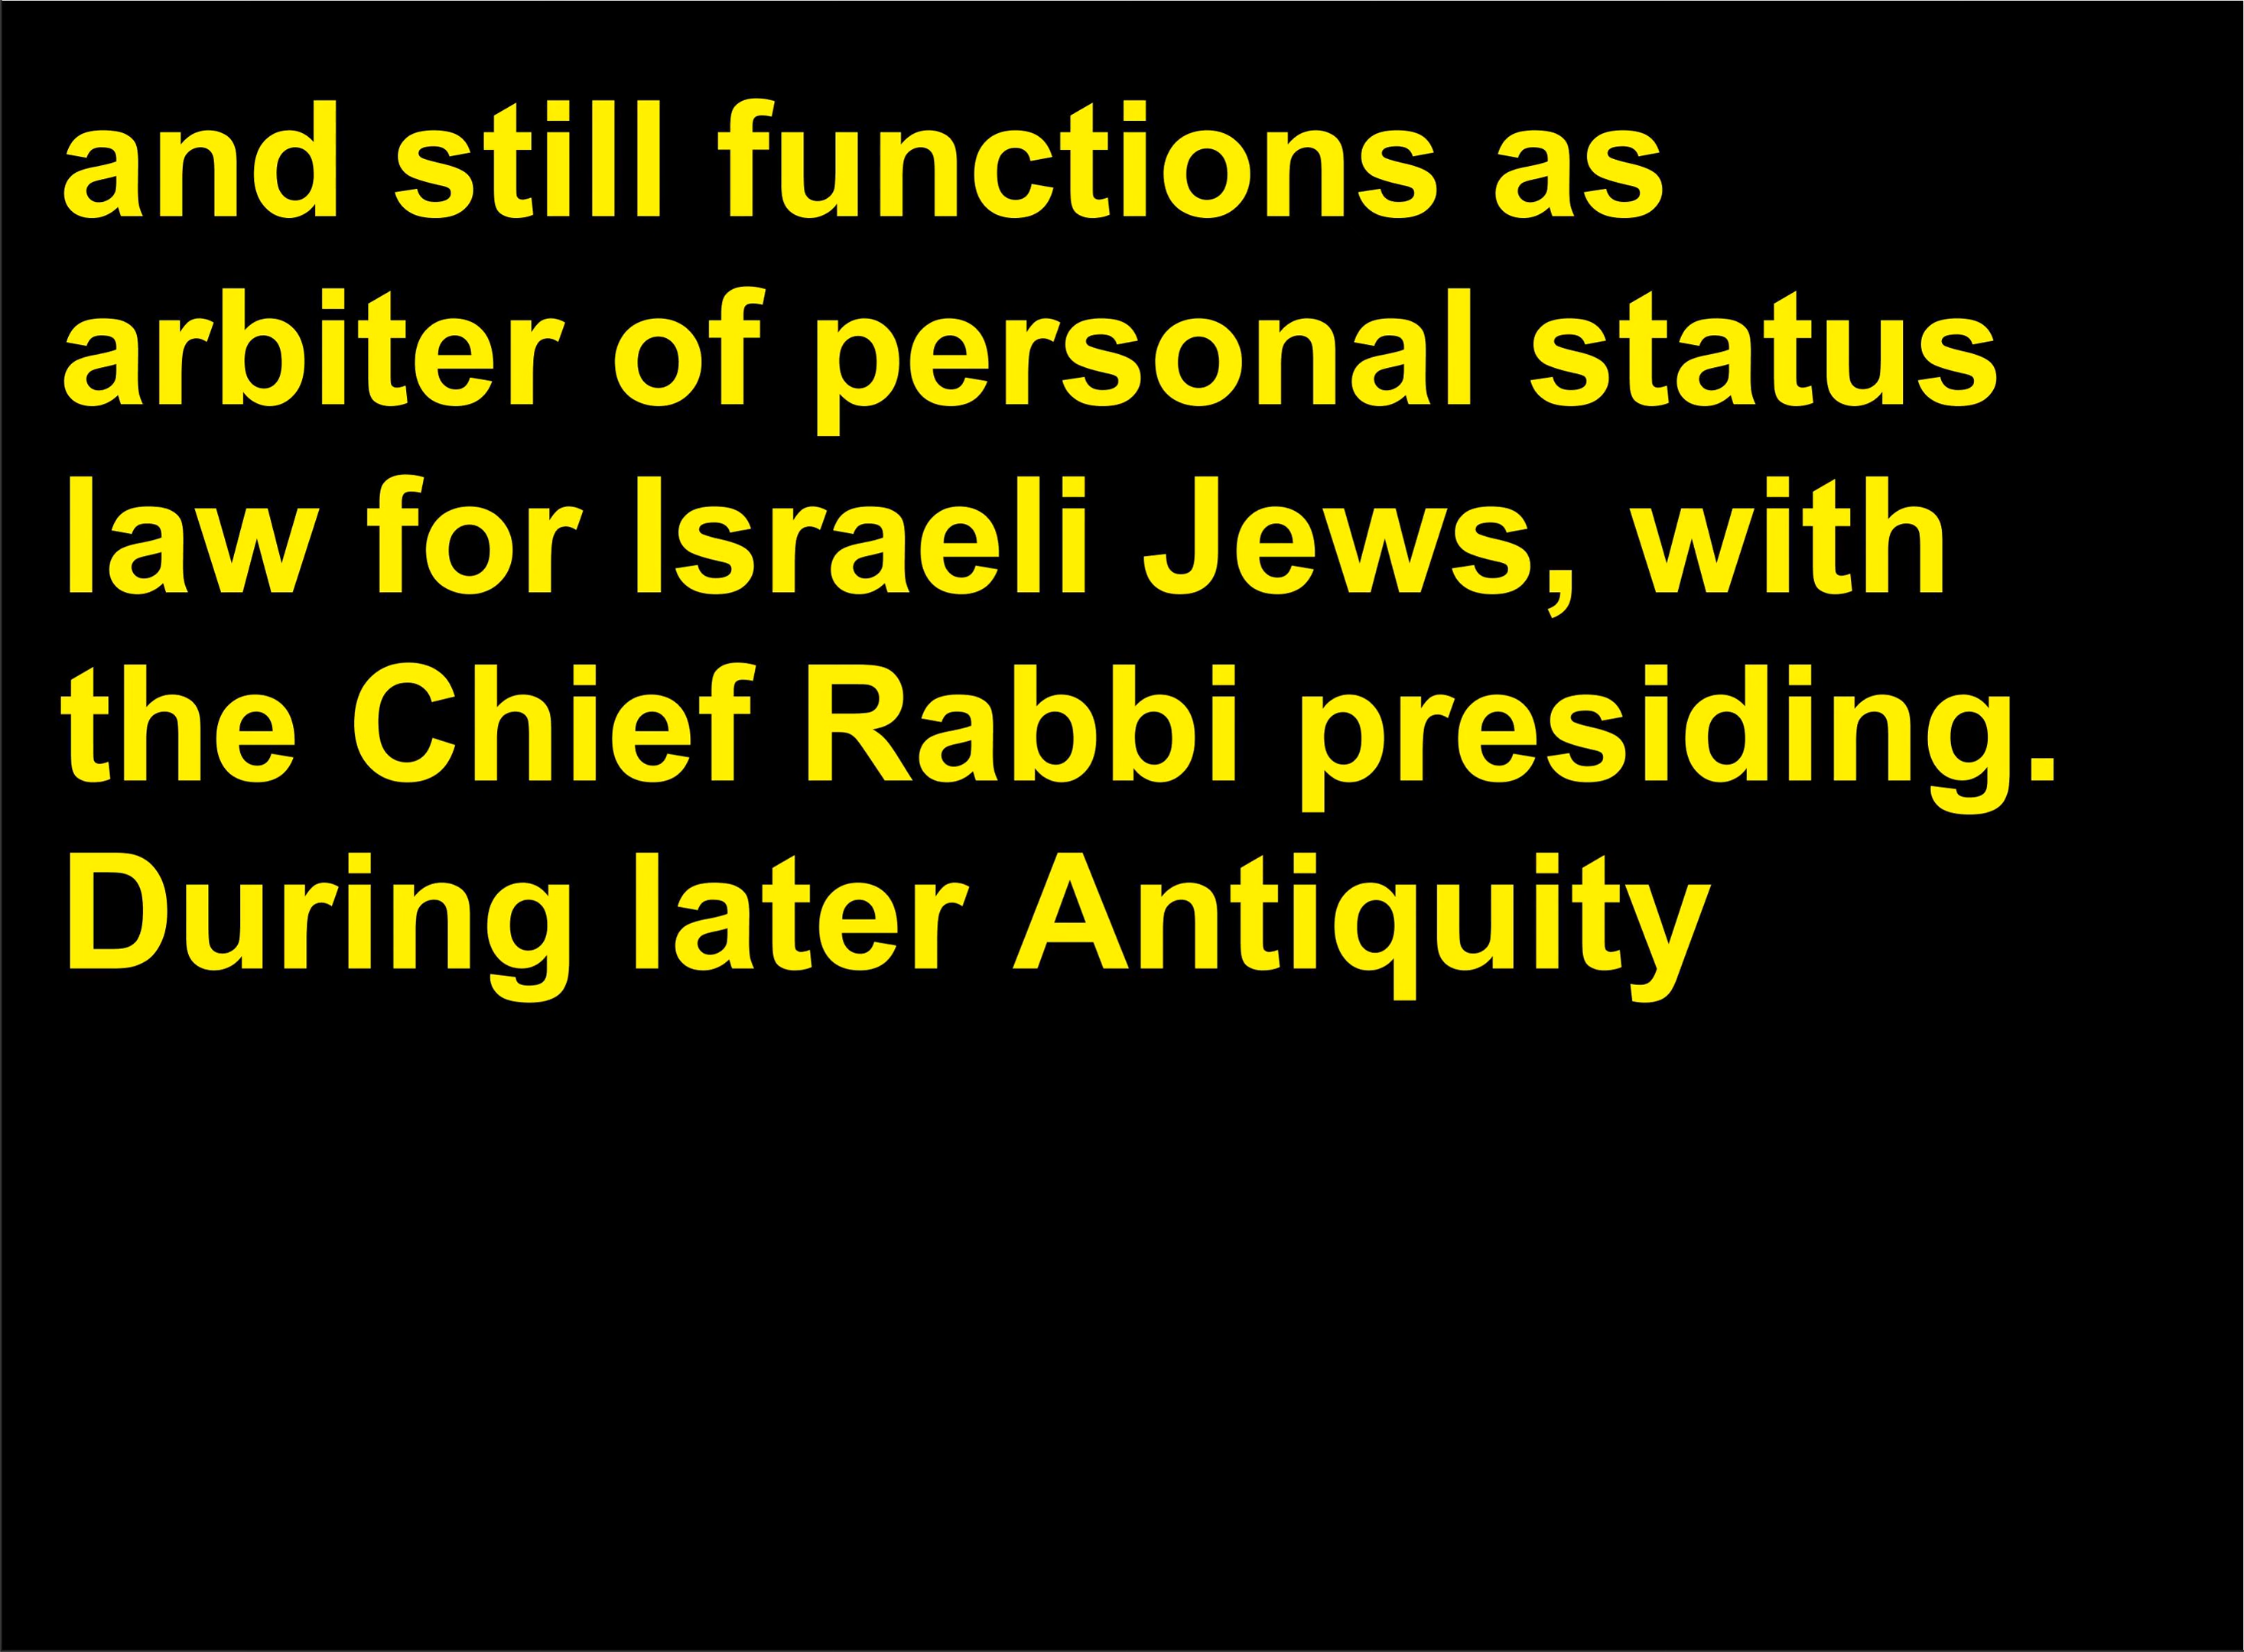 and still functions as
arbiter of personal status
law for Israeli Jews, with
the Chief Rabbi presiding.
During later Antiquity